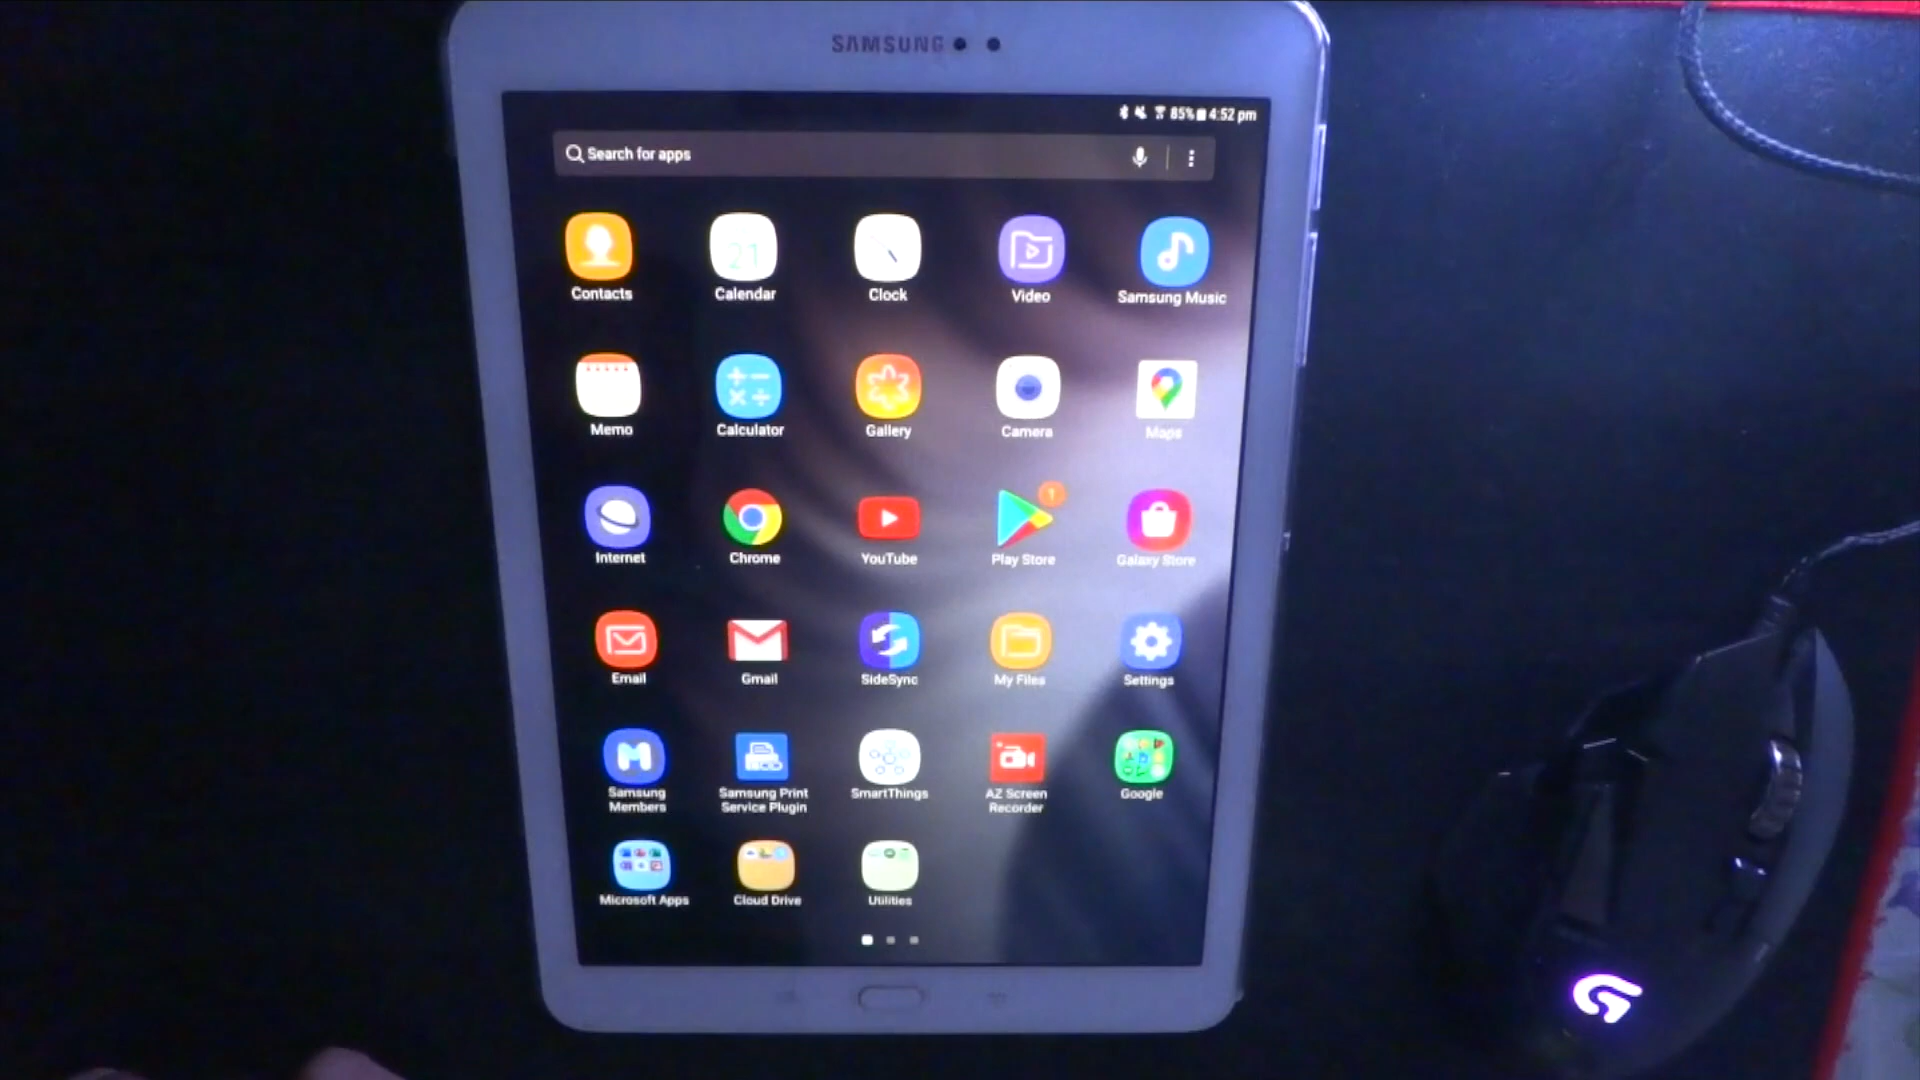 SAMSUNG
85% 4:52 pm
Search for apps
21
Contacts Calendar Clock Video Samsung Music
Memo Calculator Gallery Camera Maps
1
Internet Chrome YouTube Play Store Galaxy Store
Email Gmail SideSync My Files Settings
Samsung Members Samsung Print Service Plugin SmartThings AZ Screen Recorder Google
Microsoft Apps Cloud Drive Utilities